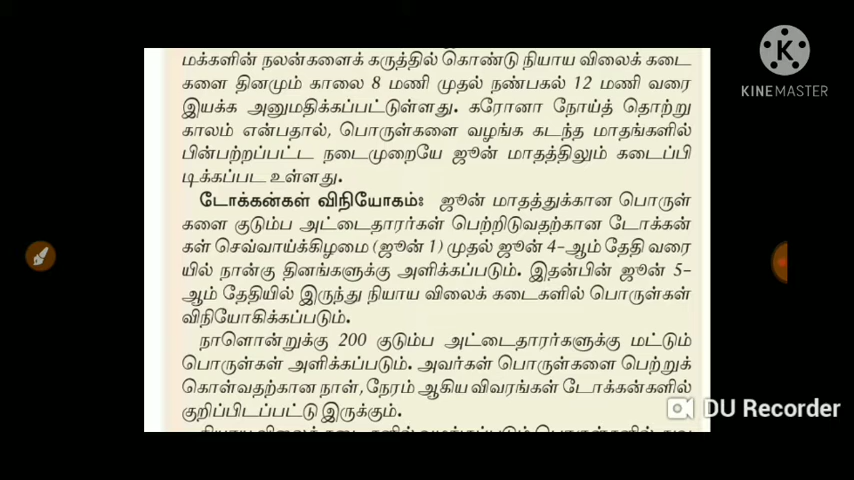 மக்களின் நலன்களைக் கருத்தில் கொண்டு நியாய விலைக் கடை
KINEMASTER
களை தினமும் காலை 8 மணி முதல் நண்பகல் 12 மணி வரை
இயக்க அனுமதிக்கப்பட்டுள்ளது. கரோனா நோய்த் தொற்று
காலம் என்பதால், பொருள்களை வழங்க கடந்த மாதங்களில்
பின்பற்றப்பட்ட நடைமுறையே ஜூன் மாதத்திலும் கடைப்பி
டிக்கப்பட உள்ளது.
டோக்கன்கள் விநியோகம்: ஜூன் மாதத்துக்கான பொருள்
களை குடும்ப அட்டைதாரர்கள் பெற்றிடுவதற்கான டோக்கன்
கள் செவ்வாய்க்கிழமை (ஜூன் 1) முதல் ஜூன் 4-ஆம் தேதி வரை
யில் நான்கு தினங்களுக்கு அளிக்கப்படும். இதன்பின் ஜூன் 5-
ஆம் தேதியில் இருந்து நியாய விலைக் கடைகளில் பொருள்கள்
விநியோகிக்கப்படும்.
நாளொன்றுக்கு 200 குடும்ப அட்டைதாரர்களுக்கு மட்டும்
பொருள்கள் அளிக்கப்படும். அவர்கள் பொருள்களை பெற்றுக்
கொள்வதற்கான நாள், நேரம் ஆகிய விவரங்கள் டோக்கன்களில்
குறிப்பிடப்பட்டு இருக்கும்.
DU Recorder